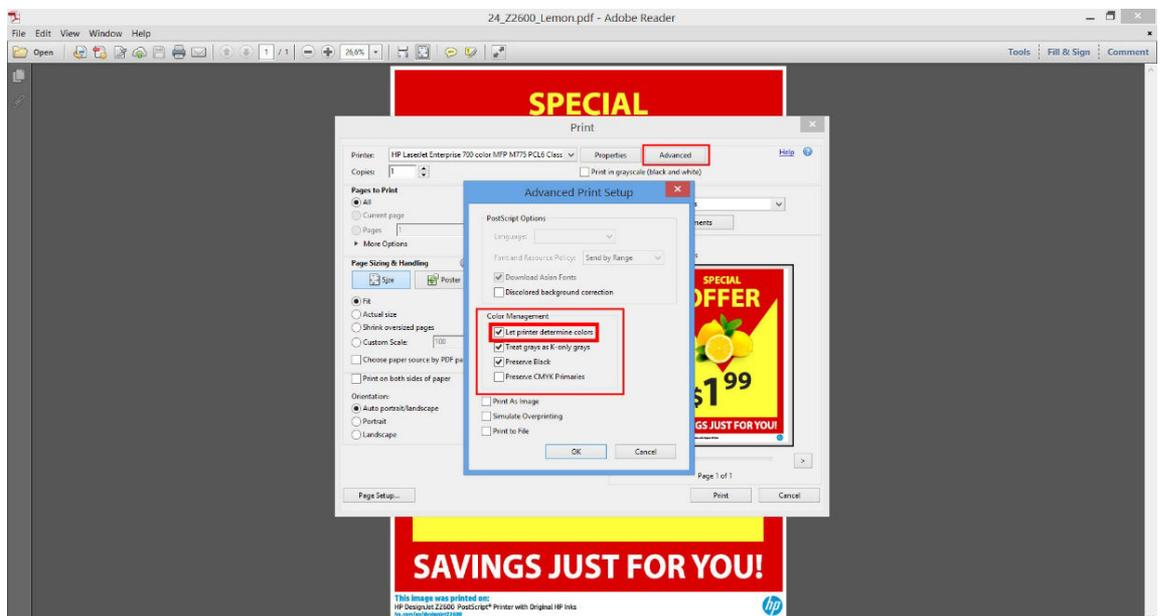 24_Z2600_Lemon.pdf - Adobe Reader
File Edit View Window Help
Open 1 / 1 26,6% Tools Fill & Sign Comment
SPECIAL
Print
Printer: HP LaserJet Enterprise 700 color MFP M775 PCL6 Class Properties Advanced Help
Copies: 1 Print in grayscale (black and white)
Pages to Print
All
Current page
Pages 1
More Options
Page Sizing & Handling
Size Poster
Fit
Actual size
Shrink oversized pages
Custom Scale: 100
Choose paper source by PDF pa
Print on both sides of paper
Orientation:
Auto portrait/landscape
Portrait
Landscape
Advanced Print Setup
PostScript Options
Language:
Font and Resource Policy: Send by Range
Download Asian Fonts
Discolored background correction
Color Management
Let printer determine colors
Treat grays as K-only grays
Preserve Black
Preserve CMYK Primaries
Print As Image
Simulate Overprinting
Print to File
OK Cancel
s
ments
s
SPECIAL
OFFER
$1 99
GS JUST FOR YOU!
>
Page 1 of 1
Page Setup... Print Cancel
SAVINGS JUST FOR YOU!
This image was printed on:
HP DesignJet Z2600 PostScript® Printer with Original HP Inks
hp